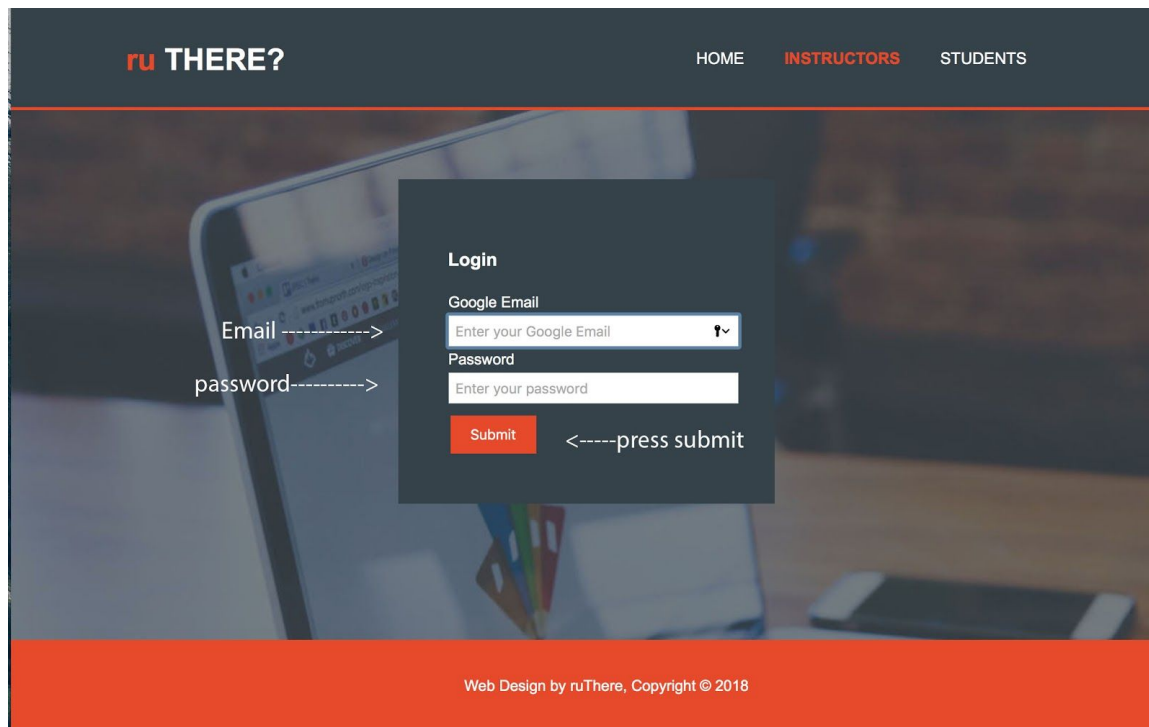 ru THERE?
HOME INSTRUCTORS STUDENTS
Login
Google Email
Email ------------>
Enter your Google Email
Password
password---------->
Enter your password
Submit
<-----press submit
Web Design by ruThere, Copyright © 2018